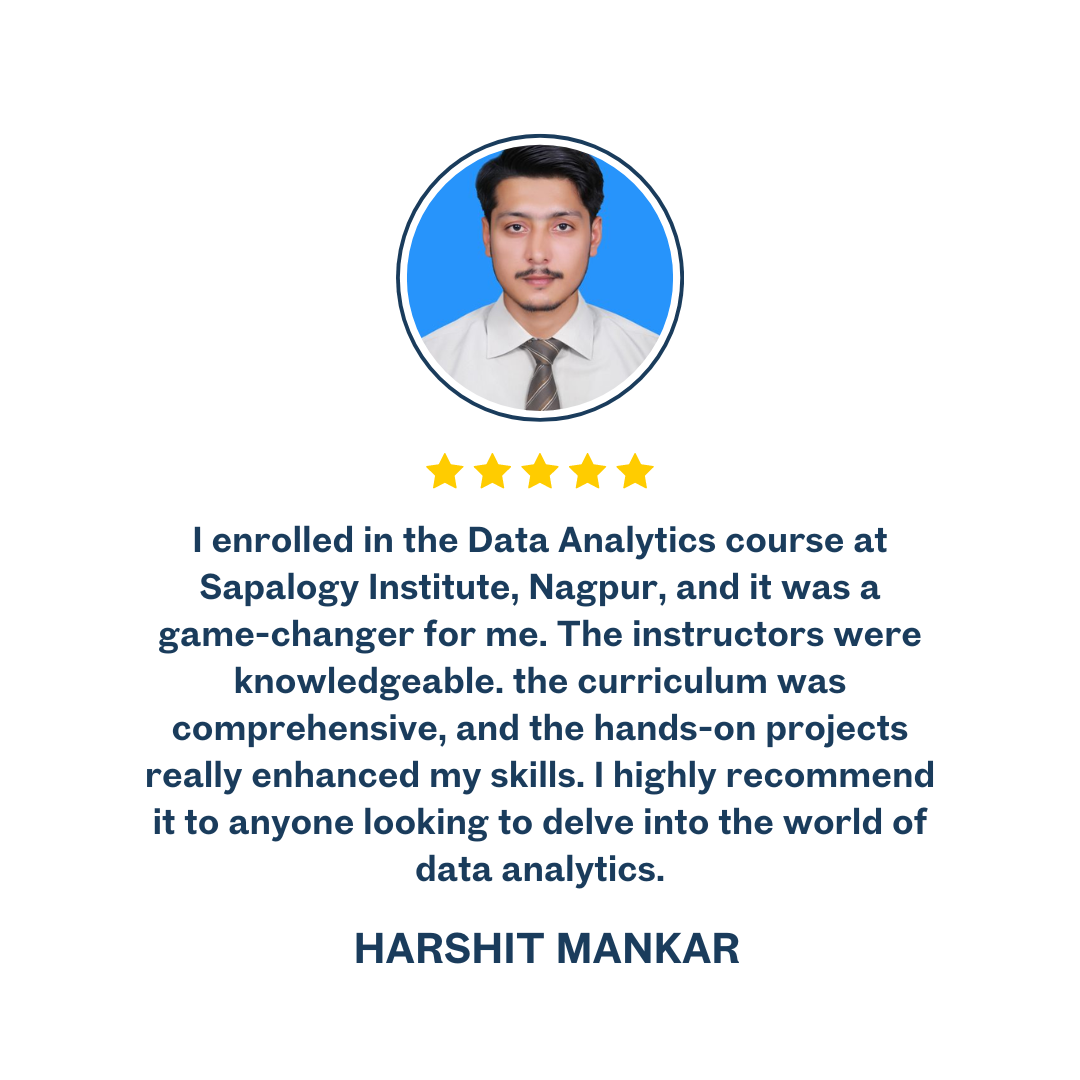 I enrolled in the Data Analytics course at
Sapalogy Institute, Nagpur, and it was a
game-changer for me. The instructors were
knowledgeable. the curriculum was
comprehensive, and the hands-on projects
really enhanced my skills. I highly recommend
it to anyone looking to delve into the world of
data analytics.
HARSHIT MANKAR